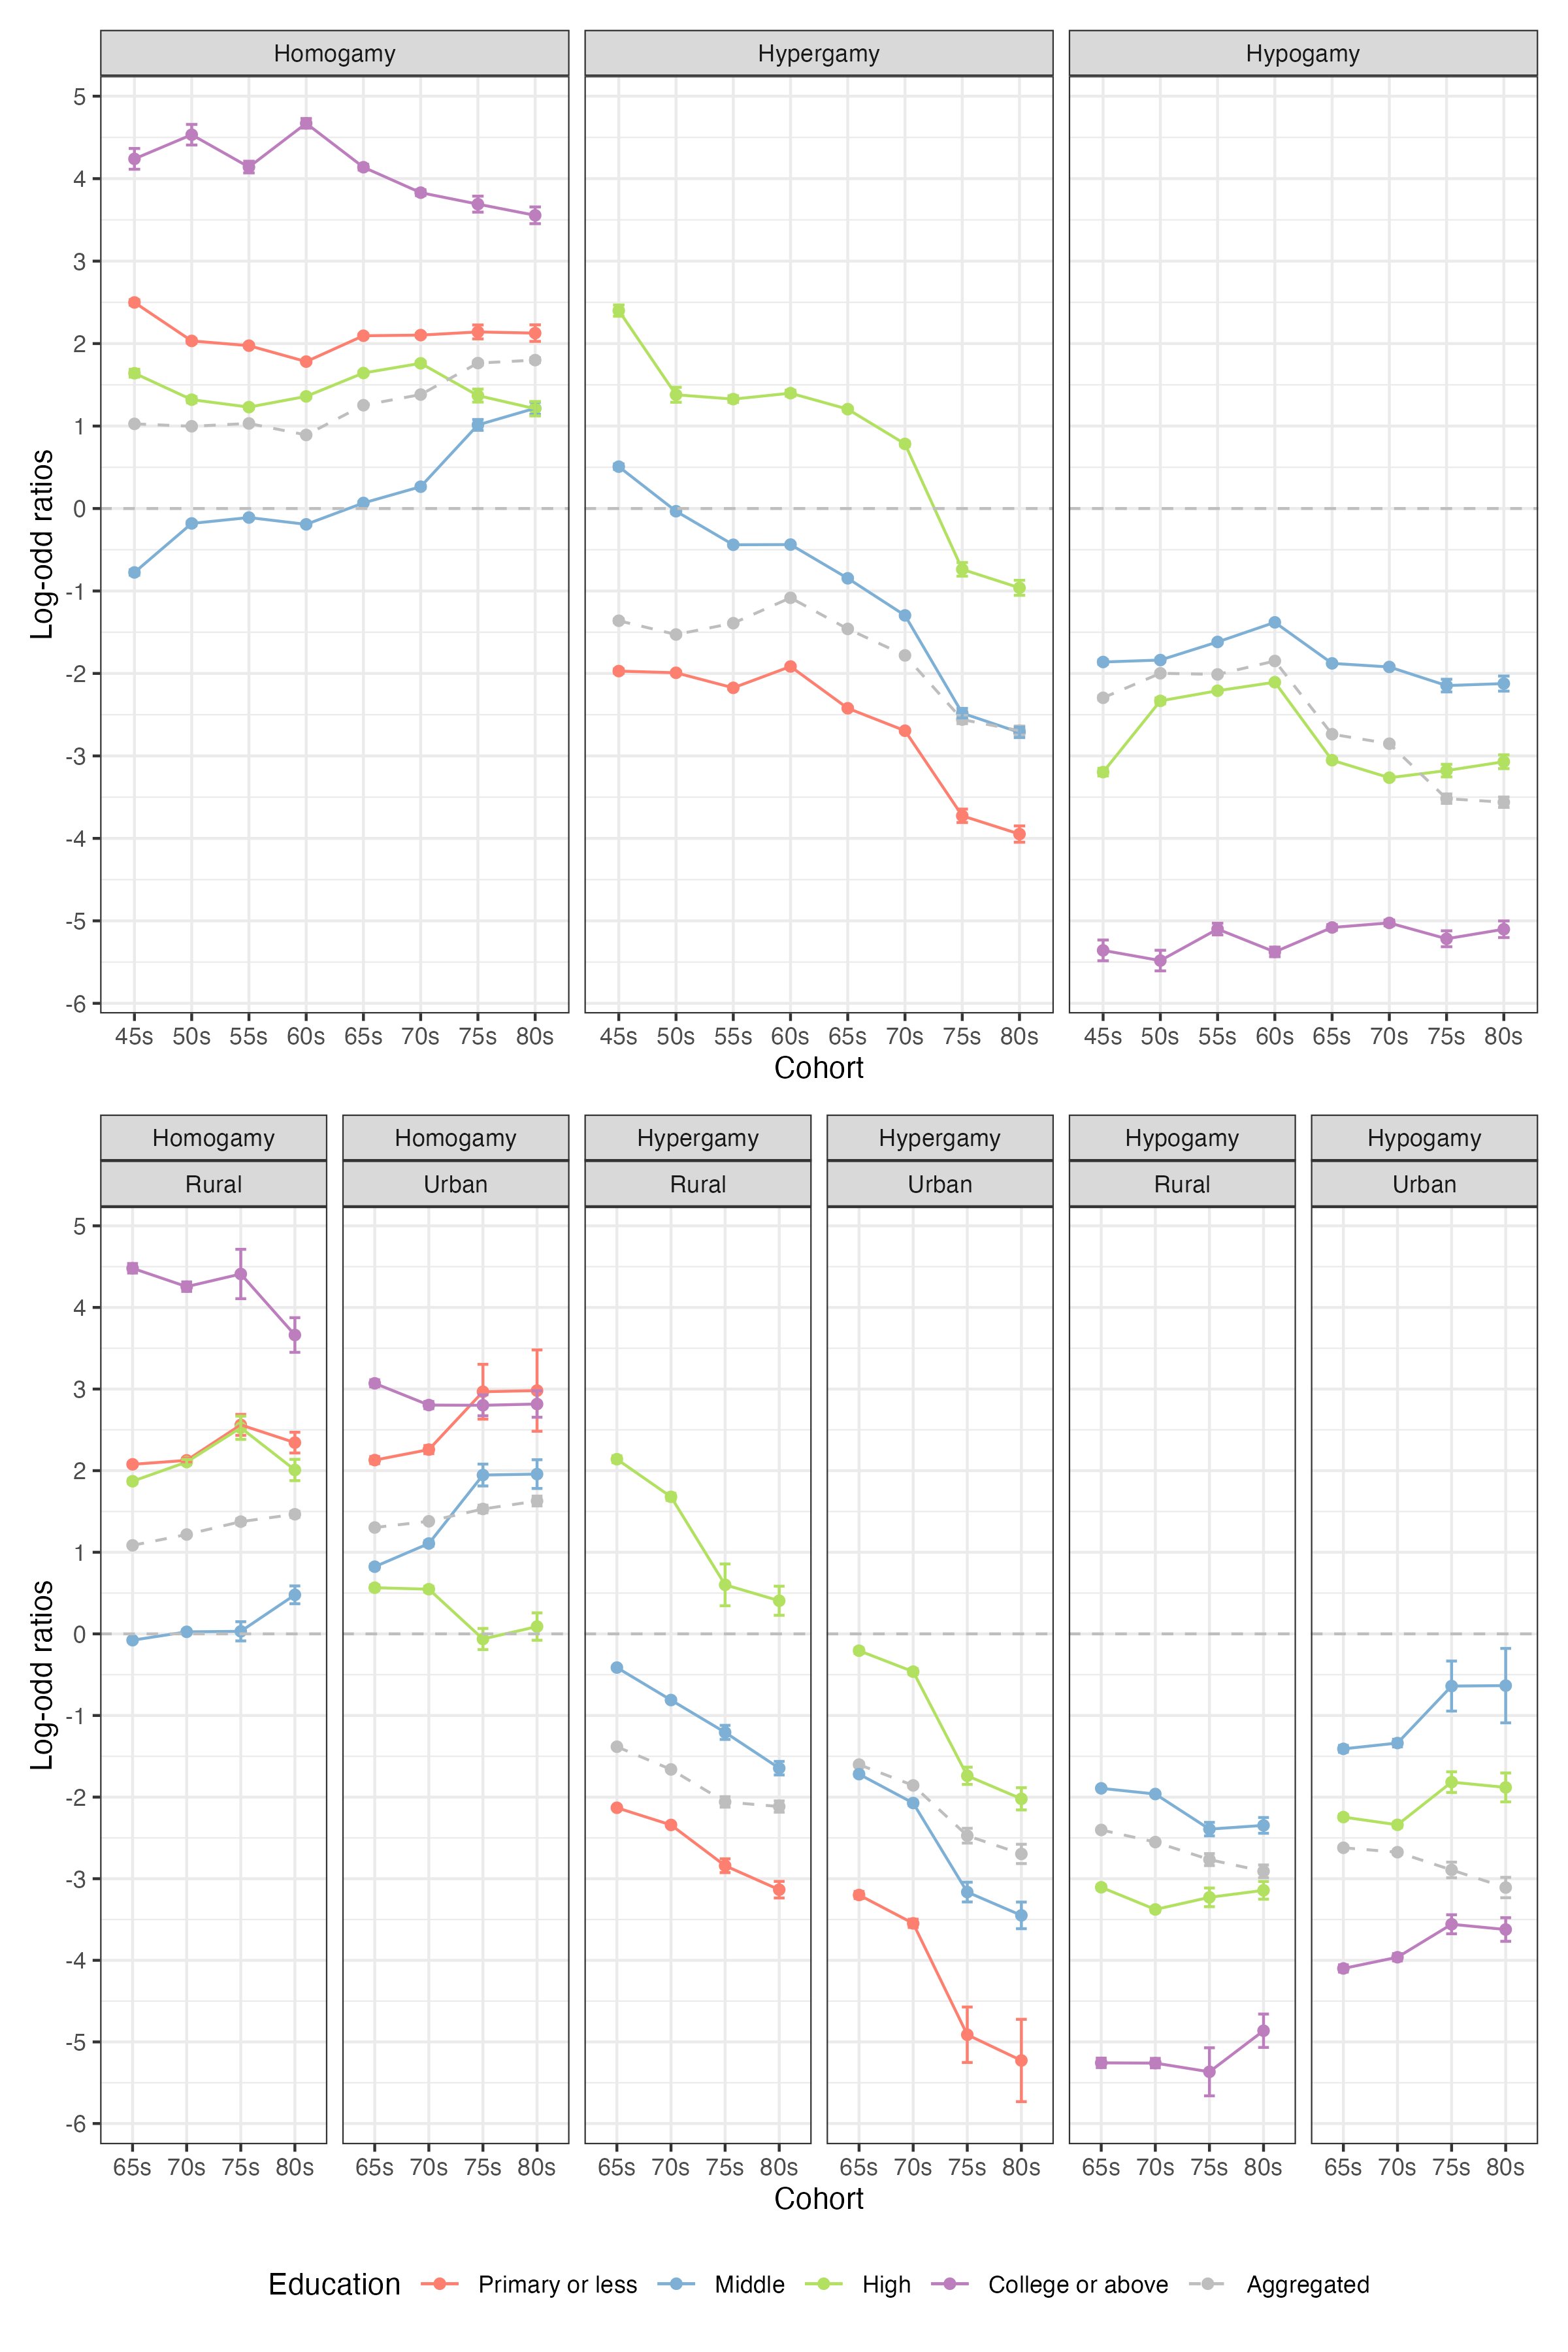 Homogamy Hypergamy Hypogamy
5
4
3
2
1
0
-1
-2
-3
-4
-5
-6
Log-odd ratios
45s 50s 55s 60s 65s 70s 75s 80s 45s 50s 55s 60s 65s 70s 75s 80s 45s 50s 55s 60s 65s 70s 75s 80s
Cohort
Homogamy Homogamy Hypergamy Hypergamy Hypogamy Hypogamy
Rural Urban Rural Urban Rural Urban
5
4
3
2
1
0
-1
-2
-3
-4
-5
-6
Log-odd ratios
65s 70s 75s 80s 65s 70s 75s 80s 65s 70s 75s 80s 65s 70s 75s 80s 65s 70s 75s 80s 65s 70s 75s 80s
Cohort
Education Primary or less Middle High College or above Aggregated